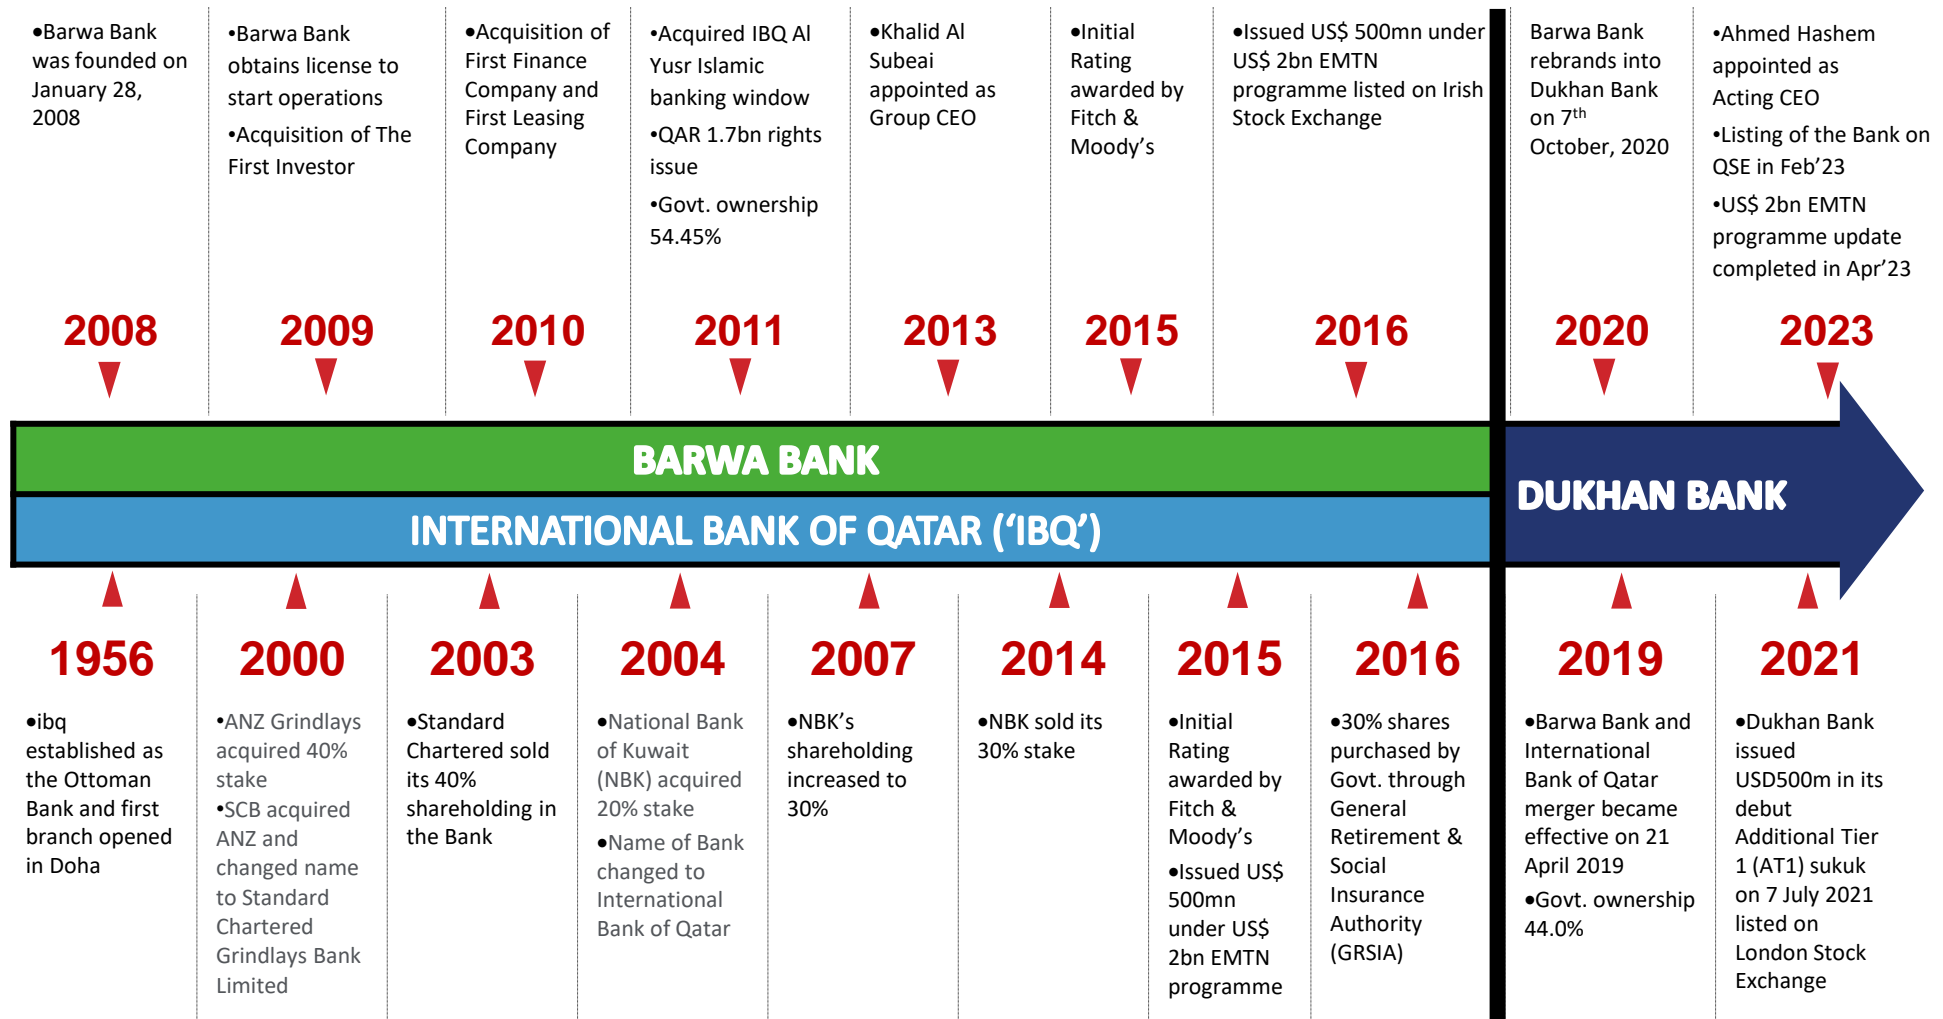 •Barwa Bank
was founded on
January 28,
2008
•Barwa Bank
obtains license to
start operations
•Acquisition of The
First Investor
•Acquisition of
First Finance
Company and
First Leasing
Company
•Acquired IBQ Al
Yusr Islamic
banking window
•QAR 1.7bn rights
issue
•Govt. ownership
54.45%
•Khalid Al
Subeai
appointed as
Group CEO
•Initial
Rating
awarded by
Fitch &
Moody’s
•Issued US$ 500mn under
US$ 2bn EMTN
programme listed on Irish
Stock Exchange
Barwa Bank
rebrands into
Dukhan Bank
on 7th
October, 2020
•Ahmed Hashem
appointed as
Acting CEO
•Listing of the Bank on
QSE in Feb’23
•US$ 2bn EMTN
programme update
completed in Apr’23
2008
2009
2010
2011
2013
2015
2016
2020
2023
BARWA BANK
INTERNATIONAL BANK OF QATAR (‘IBQ’)
DUKHAN BANK
1956
2000
2003
2004
2007
2014
2015
2016
2019
2021
•ibq
established as
the Ottoman
Bank and first
branch opened
in Doha
•ANZ Grindlays
acquired 40%
stake
•SCB acquired
ANZ and
changed name
to Standard
Chartered
Grindlays Bank
Limited
•Standard
Chartered sold
its 40%
shareholding in
the Bank
•National Bank
of Kuwait
(NBK) acquired
20% stake
•Name of Bank
changed to
International
Bank of Qatar
•NBK’s
shareholding
increased to
30%
•NBK sold its
30% stake
•Initial
Rating
awarded by
Fitch &
Moody’s
•Issued US$
500mn
under US$
2bn EMTN
programme
•30% shares
purchased by
Govt. through
General
Retirement &
Social
Insurance
Authority
(GRSIA)
•Barwa Bank and
International
Bank of Qatar
merger became
effective on 21
April 2019
•Govt. ownership
44.0%
•Dukhan Bank
issued
USD500m in its
debut
Additional Tier
1 (AT1) sukuk
on 7 July 2021
listed on
London Stock
Exchange